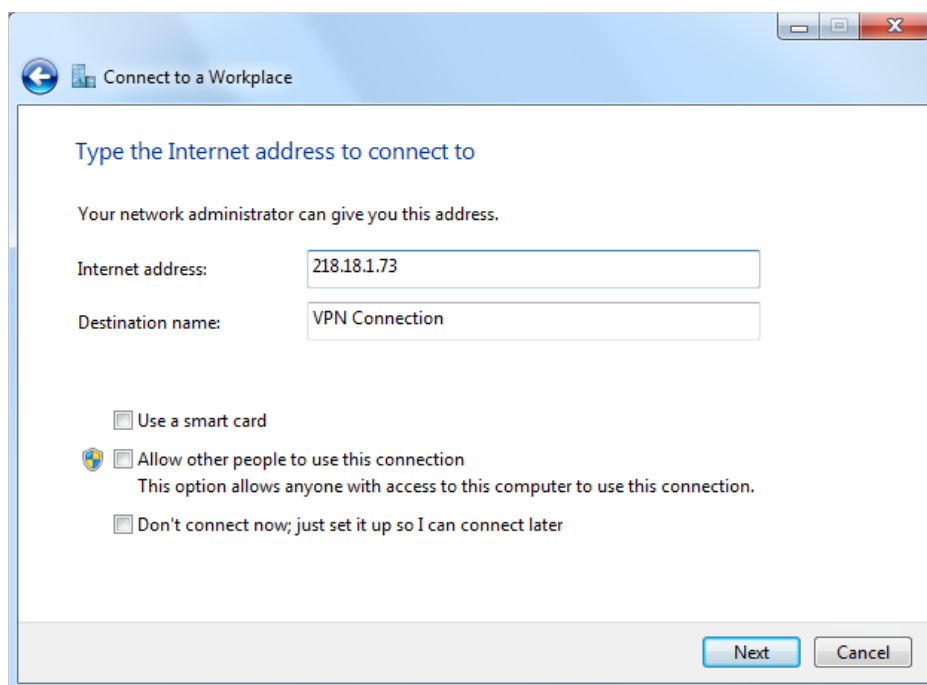 Connect to a Workplace
Type the Internet address to connect to
Your network administrator can give you this address.
Internet address: 218.18.1.73
Destination name: VPN Connection
Use a smart card
Allow other people to use this connection
This option allows anyone with access to this computer to use this connection.
Don't connect now; just set it up so I can connect later
Next Cancel